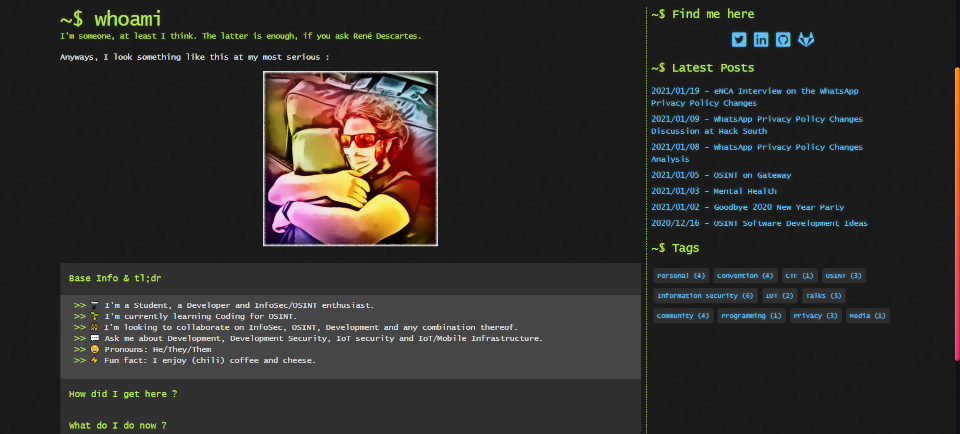 ~$ whoami
I'm someone, at least I think. The latter is enough, if you ask René Descartes.
Anyways, I look something like this at my most serious :
Base Info & tl;dr
>> I'm a Student, a Developer and InfoSec/OSINT enthusiast.
>> I'm currently learning Coding for OSINT.
>> I'm looking to collaborate on InfoSec, OSINT, Development and any combination thereof.
>> Ask me about Development, Development Security, IoT security and IoT/Mobile Infrastructure.
>> Pronouns: He/They/Them
>> Fun fact: I enjoy (chili) coffee and cheese.
How did I get here ?
What do I do now ?
~$ Find me here
~$ Latest Posts
2021/01/19 - eNCA Interview on the WhatsApp
Privacy Policy Changes
2021/01/09 - WhatsApp Privacy Policy Changes
Discussion at Hack South
2021/01/08 - WhatsApp Privacy Policy Changes
Analysis
2021/01/05 - OSINT on Gateway
2021/01/03 - Mental Health
2021/01/02 - Goodbye 2020 New Year Party
2020/12/16 - OSINT Software Development Ideas
~$ Tags
Personal (4) Convention (4) CTF (1) OSINT (3)
Information Security (6) IOT (2) Talks (3)
Community (4) Programming (1) Privacy (3) Media (1)